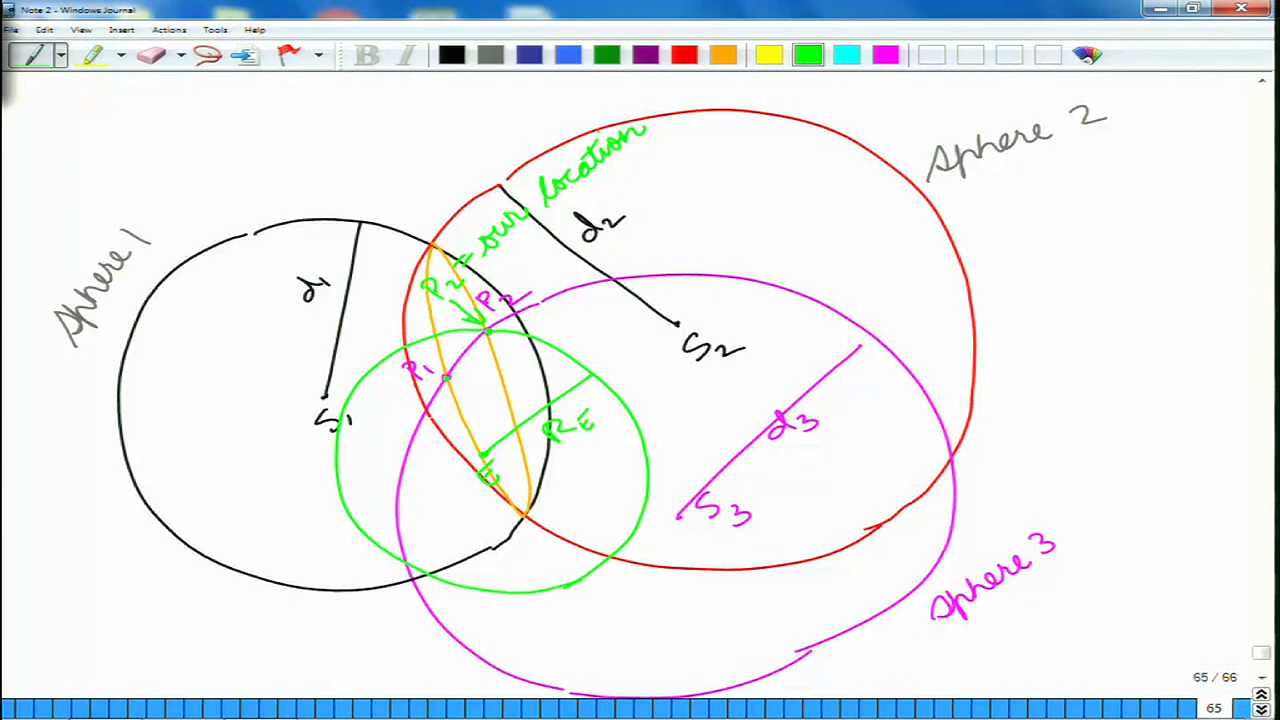 Note 2 - Windows Journal
File Edit View Insert Actions Tools Help
B I
Sphere 1
Sphere 2
P2 = our location
d1
d2
P2
P1
S1
S2
RE
E
d3
S3
Sphere 3
65 / 66
65